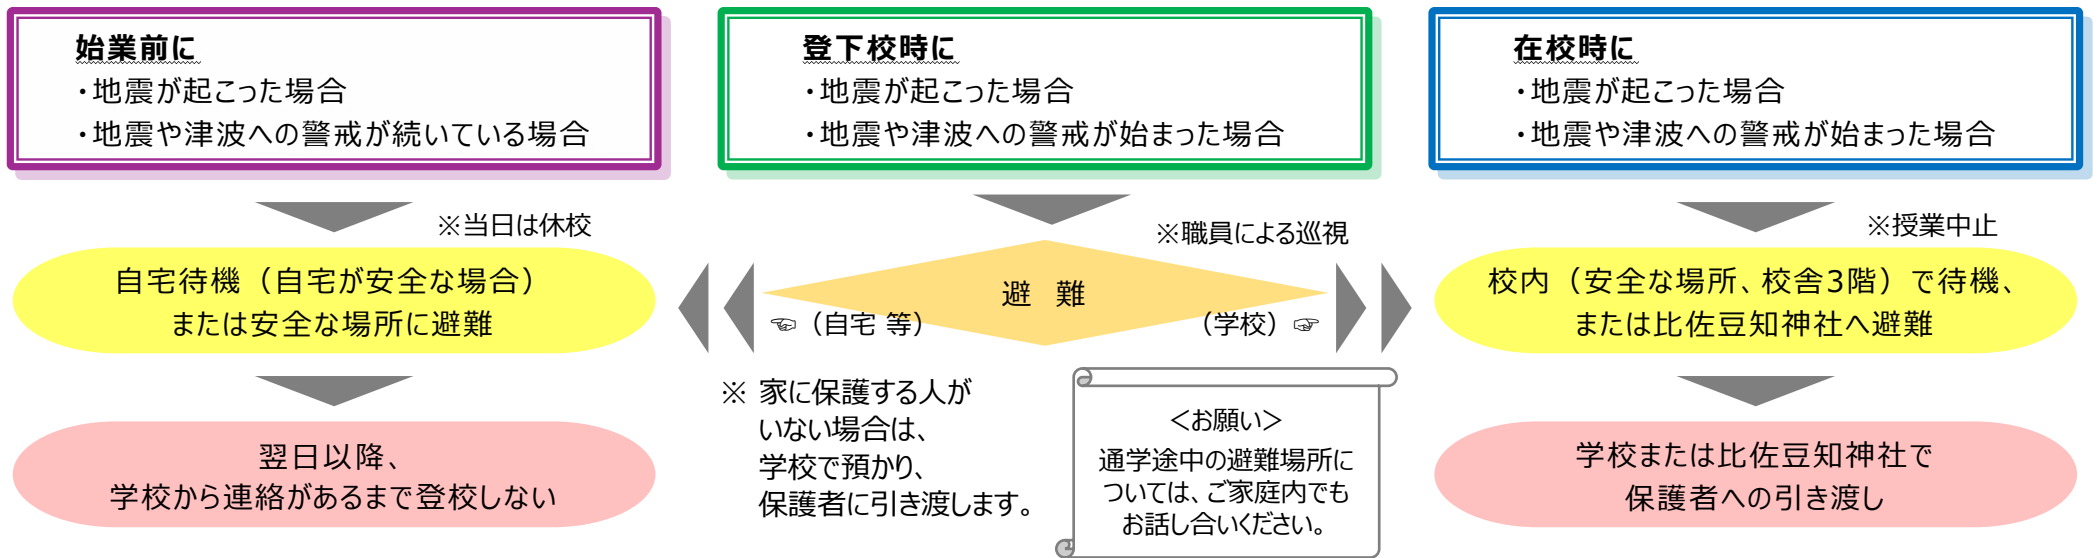 始業前に
・地震が起こった場合
・地震や津波への警戒が続いている場合
※当日は休校
自宅待機（自宅が安全な場合）
または安全な場所に避難
翌日以降、
学校から連絡があるまで登校しない
登下校時に
・地震が起こった場合
・地震や津波への警戒が始まった場合
※職員による巡視
避 難
☜（自宅 等）
（学校）☞
※ 家に保護する人が
いない場合は、
学校で預かり、
保護者に引き渡します。
＜お願い＞
通学途中の避難場所に
ついては、ご家庭内でも
お話し合いください。
在校時に
・地震が起こった場合
・地震や津波への警戒が始まった場合
※授業中止
校内（安全な場所、校舎3階）で待機、
または比佐豆知神社へ避難
学校または比佐豆知神社で
保護者への引き渡し